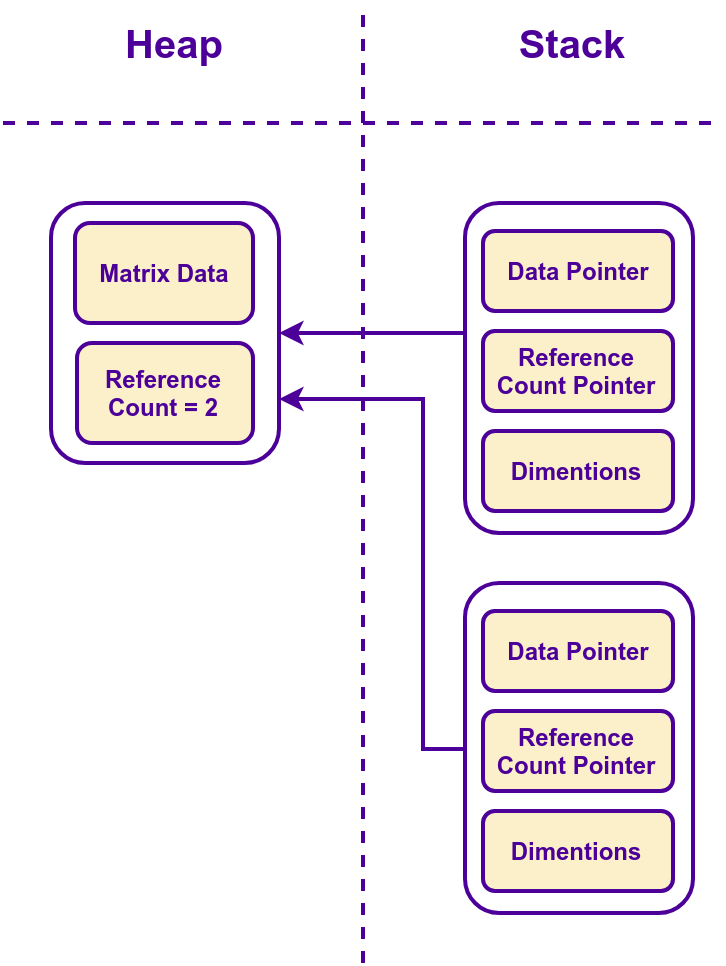 Heap
Stack
Matrix Data
Reference
Count = 2
Data Pointer
Reference
Count Pointer
Dimentions
Data Pointer
Reference
Count Pointer
Dimentions